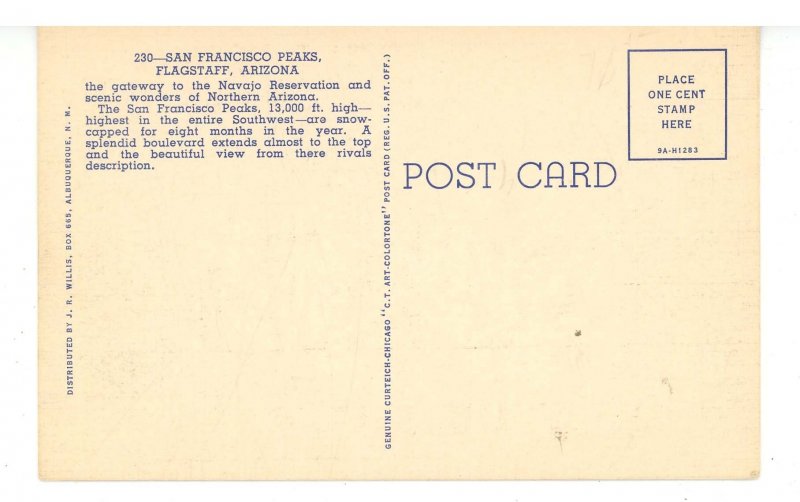 230—SAN FRANCISCO PEAKS,
FLAGSTAFF, ARIZONA
the gateway to the Navajo Reservation and
scenic wonders of Northern Arizona.
The San Francisco Peaks, 13,000 ft. high—
highest in the entire Southwest—are snow-
capped for eight months in the year. A
splendid boulevard extends almost to the top
and the beautiful view from there rivals
description.
DISTRIBUTED BY J. R. WILLIS, BOX 665, ALBUQUERQUE, N. M.
GENUINE CURTEICH-CHICAGO "C.T. ART-COLORTONE" POST CARD (REG. U.S. PAT. OFF.)
POST CARD
PLACE
ONE CENT
STAMP
HERE
9A-H1283